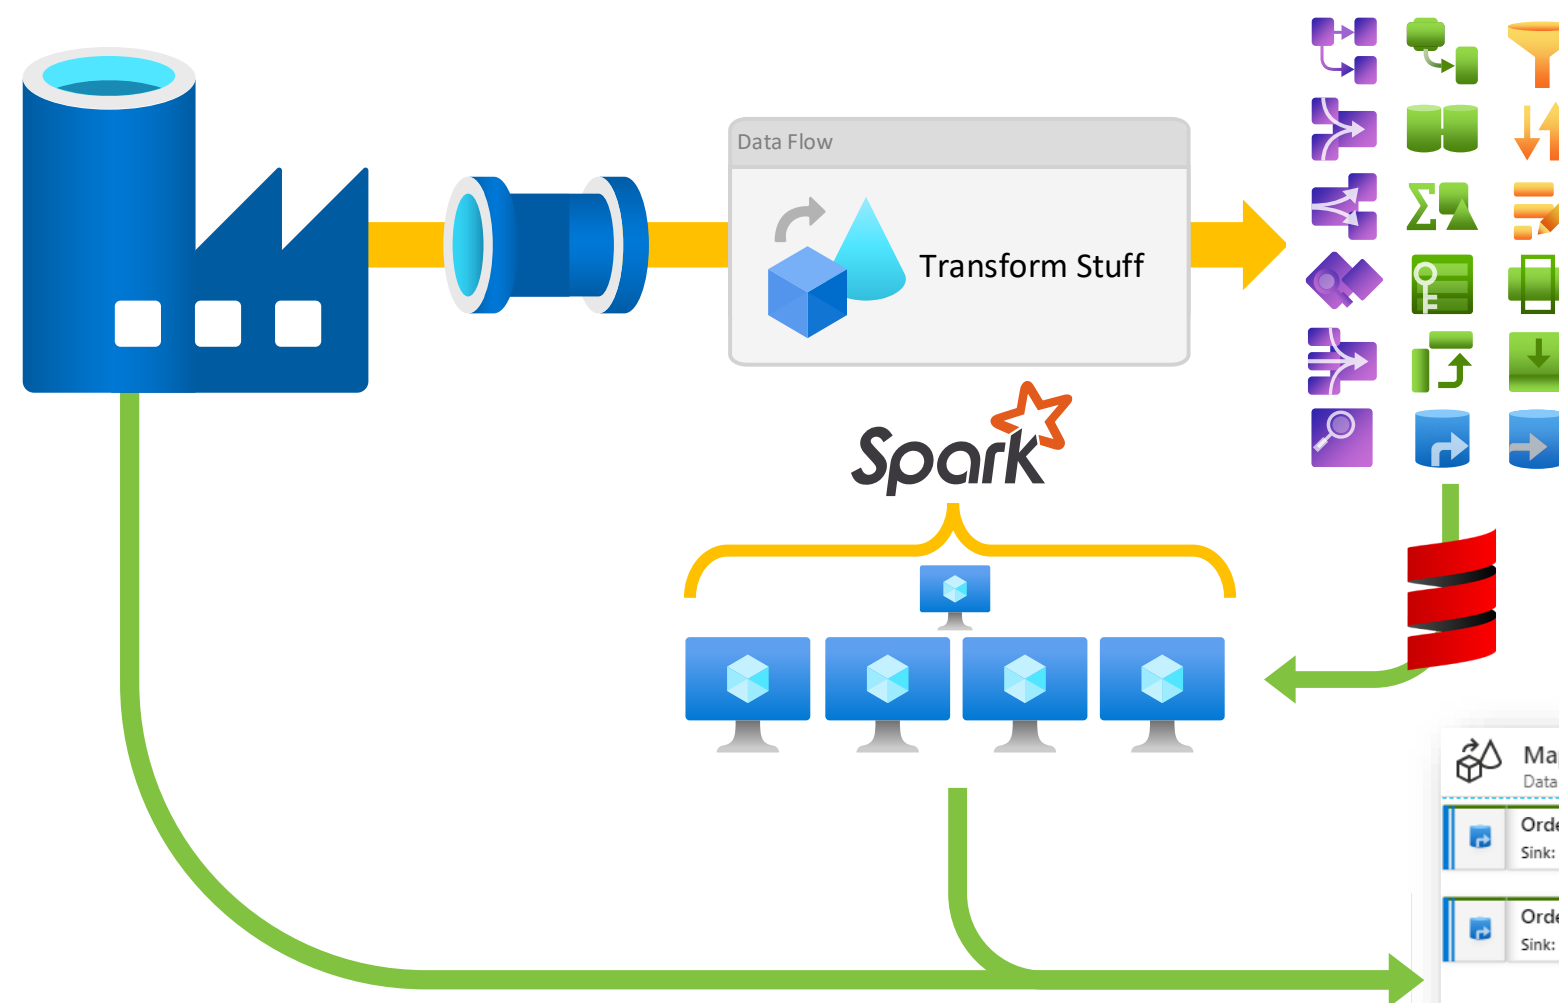 Data Flow
Transform Stuff
Spark
Data
Sink:
Sink: